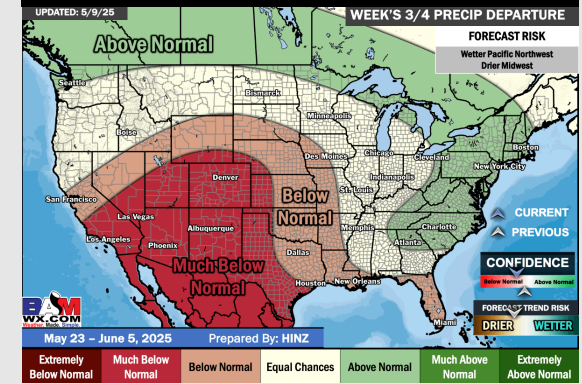 UPDATED: 5/9/25
WEEK'S 3/4 PRECIP DEPARTURE
FORECAST RISK
Wetter Pacific Northwest
Drier Midwest
Above Normal
Seattle
Bismarck
Minneapolis
Boise
Boston
Des Moines
Chicago
Cleveland
New York City
Denver
Indianapolis
St. Louis
San Francisco
Below
Normal
Las Vegas
CURRENT
Albuquerque
Memphis
Charlotte
PREVIOUS
Los Angeles
Phoenix
Atlanta
Dallas
CONFIDENCE
Much Below
Normal
Houston
New Orleans
Below Normal
Above Normal
BAM
WX.COM
Weather. Made. Simple.
FORECAST TREND RISK
Miami
DRIER
WETTER
May 23 – June 5, 2025
Prepared By: HINZ
Extremely
Below Normal
Much Below
Normal
Below Normal
Equal Chances
Above Normal
Much Above
Normal
Extremely
Above Normal